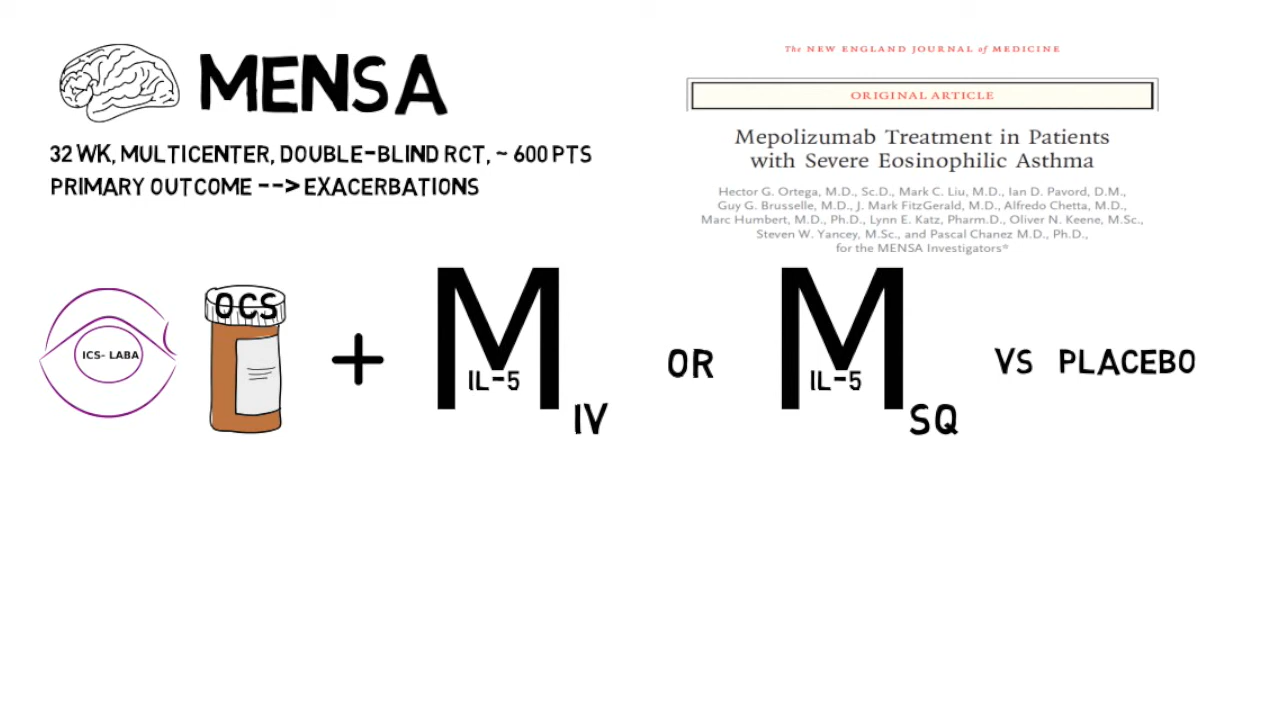 MENSA
32 WK, MULTICENTER, DOUBLE-BLIND RCT, ~ 600 PTS
PRIMARY OUTCOME --> EXACERBATIONS
The NEW ENGLAND JOURNAL of MEDICINE
ORIGINAL ARTICLE
Mepolizumab Treatment in Patients
with Severe Eosinophilic Asthma
Hector G. Ortega, M.D., Sc.D., Mark C. Liu, M.D., Ian D. Pavord, D.M.,
Guy G. Brusselle, M.D., J. Mark FitzGerald, M.D., Alfredo Chetta, M.D.,
Marc Humbert, M.D., Ph.D., Lynn E. Katz, Pharm.D., Oliver N. Keene, M.Sc.,
Steven W. Yancey, M.Sc., and Pascal Chanez M.D., Ph.D.,
for the MENSA Investigators*
ICS- LABA
OCS
+
M
IL-5
IV
OR
M
IL-5
SQ
VS PLACEBO